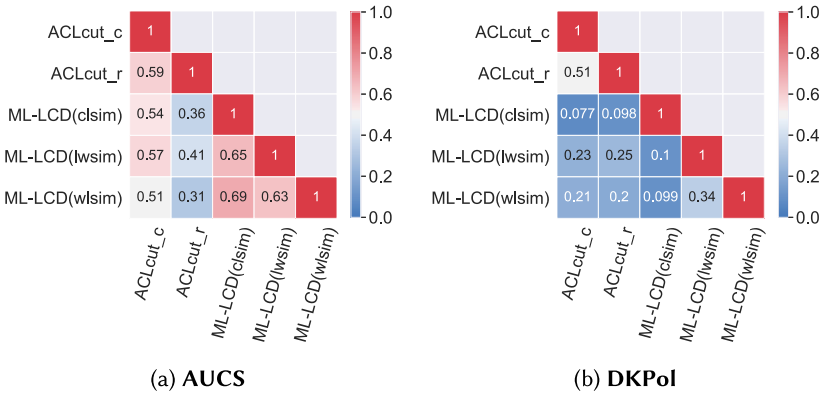 ACLcut_c 1 1.0
ACLcut_r 0.59 1 0.8
ML-LCD(clsim) 0.54 0.36 1 0.6
ML-LCD(lwsim) 0.57 0.41 0.65 1 0.4
ML-LCD(wlsim) 0.51 0.31 0.69 0.63 1 0.2
0.0
ACLcut_c
ACLcut_r
ML-LCD(clsim)
ML-LCD(lwsim)
ML-LCD(wlsim)
(a) AUCS
ACLcut_c 1 1.0
ACLcut_r 0.51 1 0.8
ML-LCD(clsim) 0.077 0.098 1 0.6
ML-LCD(lwsim) 0.23 0.25 0.1 1 0.4
ML-LCD(wlsim) 0.21 0.2 0.099 0.34 1 0.2
0.0
ACLcut_c
ACLcut_r
ML-LCD(clsim)
ML-LCD(lwsim)
ML-LCD(wlsim)
(b) DKPol